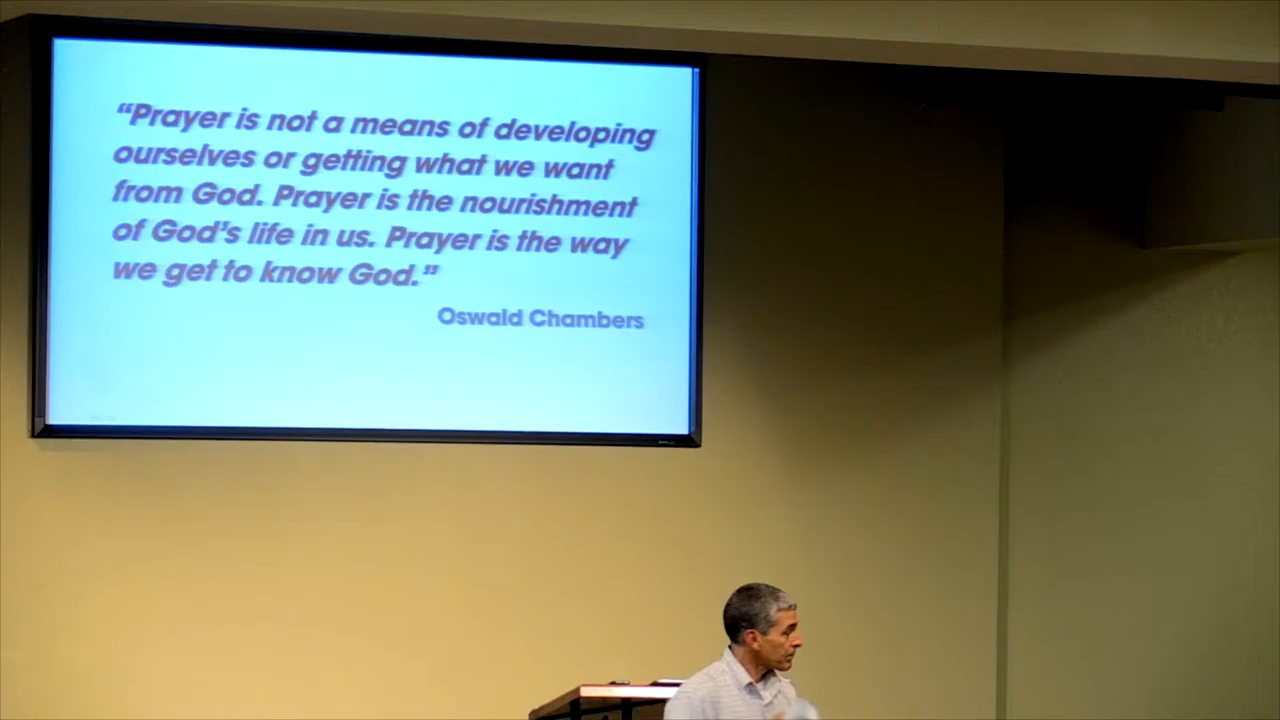 “Prayer is not a means of developing
ourselves or getting what we want
from God. Prayer is the nourishment
of God’s life in us. Prayer is the way
we get to know God.”
Oswald Chambers